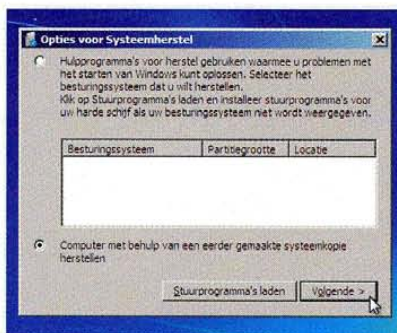 Opties voor Systeemherstel
Hulpprogramma's voor herstel gebruiken waarmee u problemen met
het starten van Windows kunt oplossen. Selecteer het
besturingssysteem dat u wilt herstellen.
Klik op Stuurprogramma's laden en installeer stuurprogramma's voor
uw harde schijf als uw besturingssysteem niet wordt weergegeven.
Besturingssysteem Partitiegrootte Locatie
Computer met behulp van een eerder gemaakte systeemkopie
herstellen
Stuurprogramma's laden Volgende >